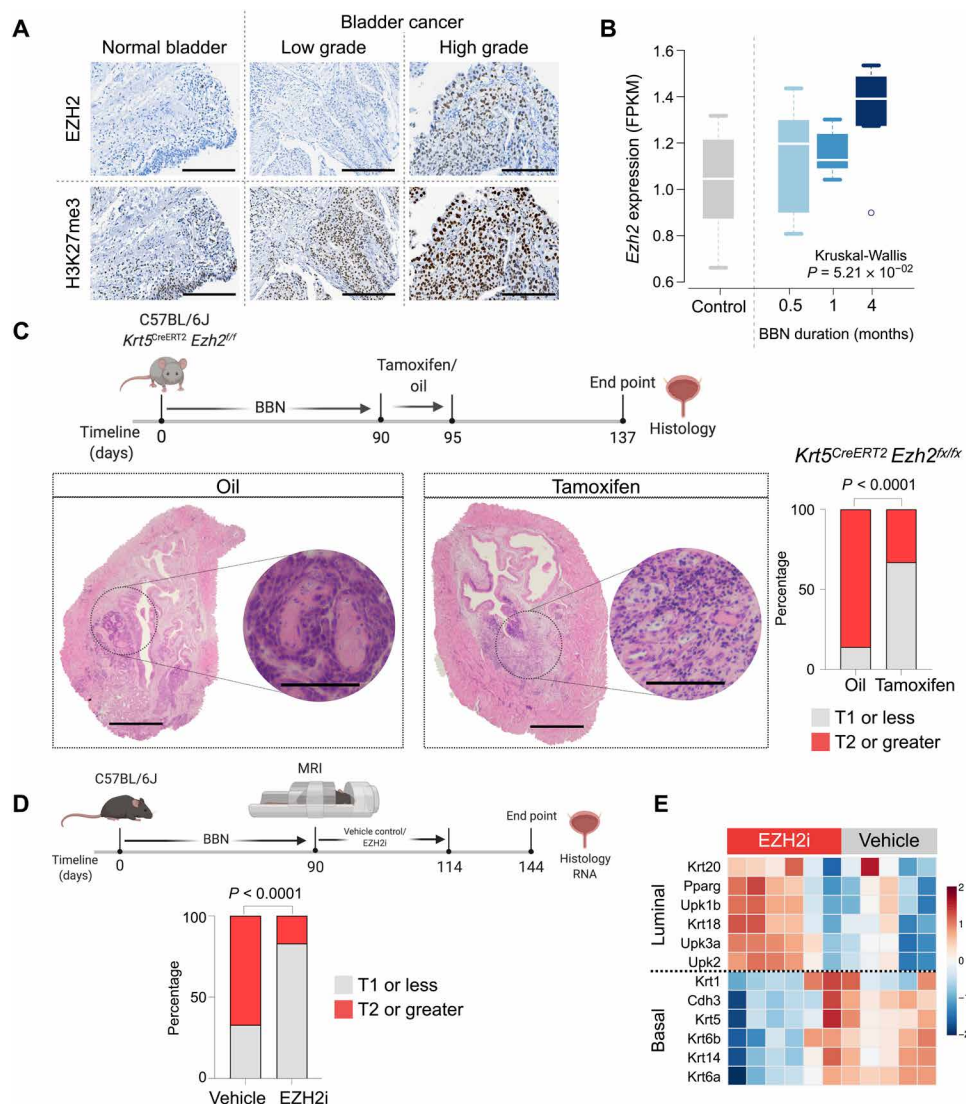 A
Bladder cancer
Normal bladder
Low grade
High grade
EZH2
H3K27me3
B
Ezh2 expression (FPKM)
1.6
1.4
1.2
1.0
0.8
0.6
Kruskal-Wallis
P = 5.21 × 10⁻⁰²
Control
0.5
1
4
BBN duration (months)
C
C57BL/6J
Krt5CreERT2 Ezh2f/f
BBN
Tamoxifen/
oil
End point
Timeline
(days)
0
90
95
137
Histology
Oil
Tamoxifen
Krt5CreERT2 Ezh2fx/fx
P < 0.0001
Percentage
100
50
0
Oil
Tamoxifen
T1 or less
T2 or greater
D
C57BL/6J
MRI
BBN
Vehicle control/
EZH2i
End point
Timeline
(days)
0
90
114
144
Histology
RNA
P < 0.0001
Percentage
100
50
0
Vehicle
EZH2i
T1 or less
T2 or greater
E
EZH2i
Vehicle
Luminal
Krt20
Pparg
Upk1b
Krt18
Upk3a
Upk2
Basal
Krt1
Cdh3
Krt5
Krt6b
Krt14
Krt6a
2
1
0
−1
−2